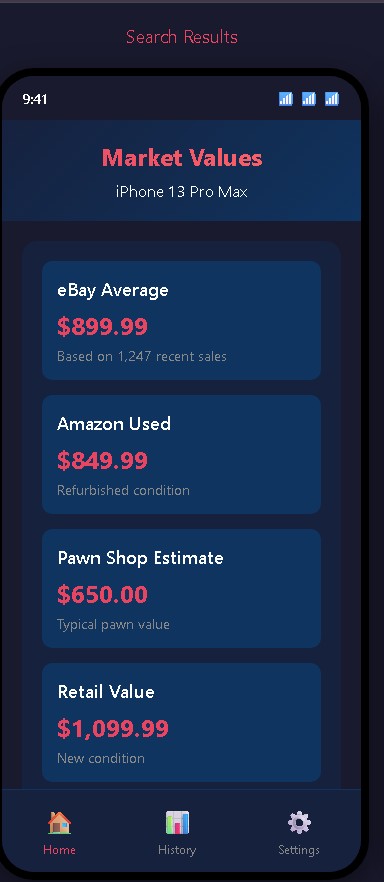 Search Results
9:41
Market Values
iPhone 13 Pro Max
eBay Average
$899.99
Based on 1,247 recent sales
Amazon Used
$849.99
Refurbished condition
Pawn Shop Estimate
$650.00
Typical pawn value
Retail Value
$1,099.99
New condition
Home History Settings